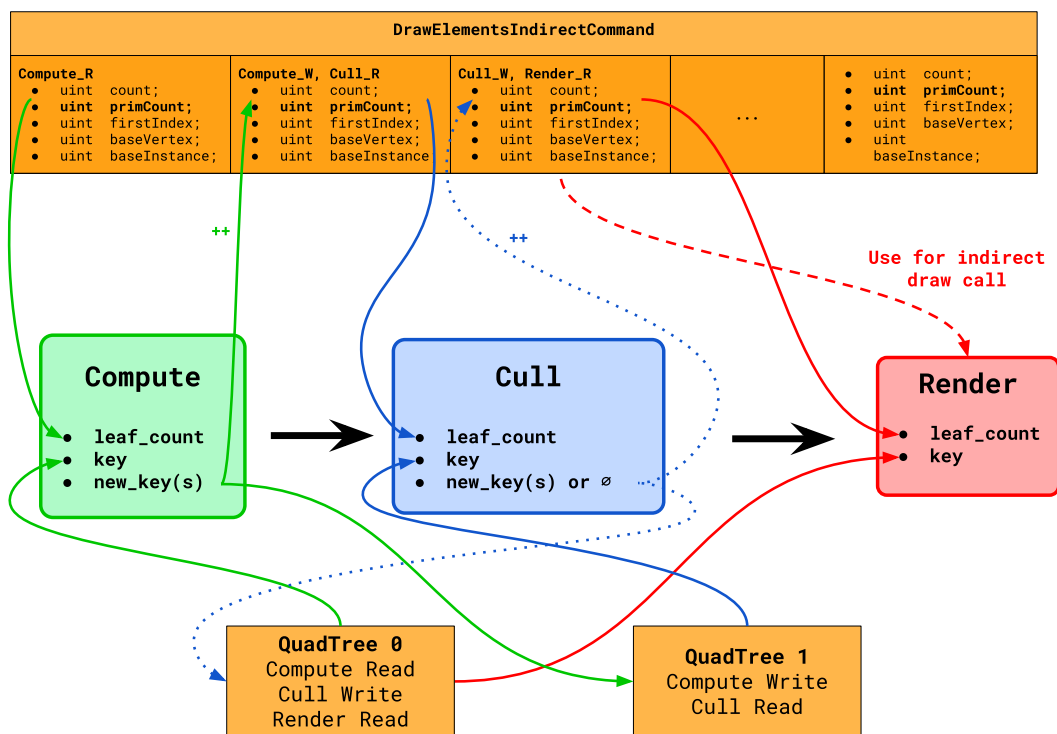 DrawElementsIndirectCommand
Compute_R
● uint count;
● uint primCount;
● uint firstIndex;
● uint baseVertex;
● uint baseInstance;
Compute_W, Cull_R
● uint count;
● uint primCount;
● uint firstIndex;
● uint baseVertex;
● uint baseInstance
Cull_W, Render_R
● uint count;
● uint primCount;
● uint firstIndex;
● uint baseVertex;
● uint baseInstance;
...
● uint count;
● uint primCount;
● uint firstIndex;
● uint baseVertex;
● uint
baseInstance;
++
++
Use for indirect
draw call
Compute
● leaf_count
● key
● new_key(s)
Cull
● leaf_count
● key
● new_key(s) or ∅
Render
● leaf_count
● key
QuadTree 0
Compute Read
Cull Write
Render Read
QuadTree 1
Compute Write
Cull Read